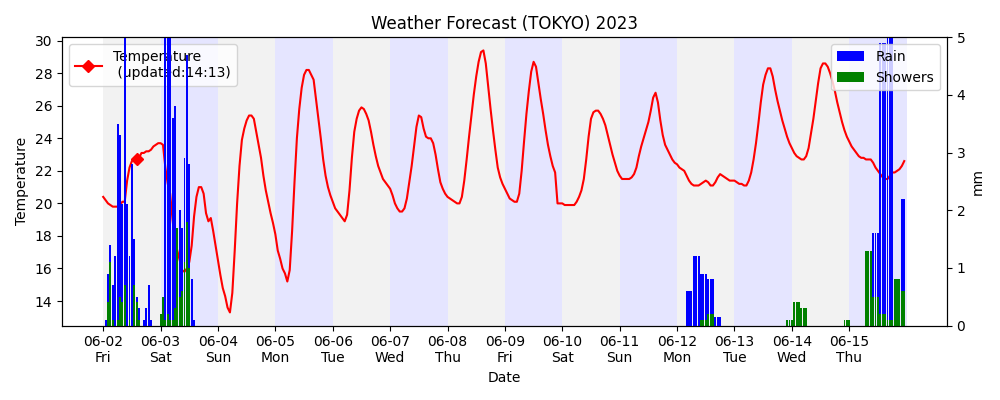 Weather Forecast (TOKYO) 2023
Temperature
(updated:14:13)
Rain
Showers
30
28
26
24
22
20
18
16
14
Temperature
5
4
3
2
1
0
mm
06-02 06-03 06-04 06-05 06-06 06-07 06-08 06-09 06-10 06-11 06-12 06-13 06-14 06-15
Fri Sat Sun Mon Tue Wed Thu Fri Sat Sun Mon Tue Wed Thu
Date